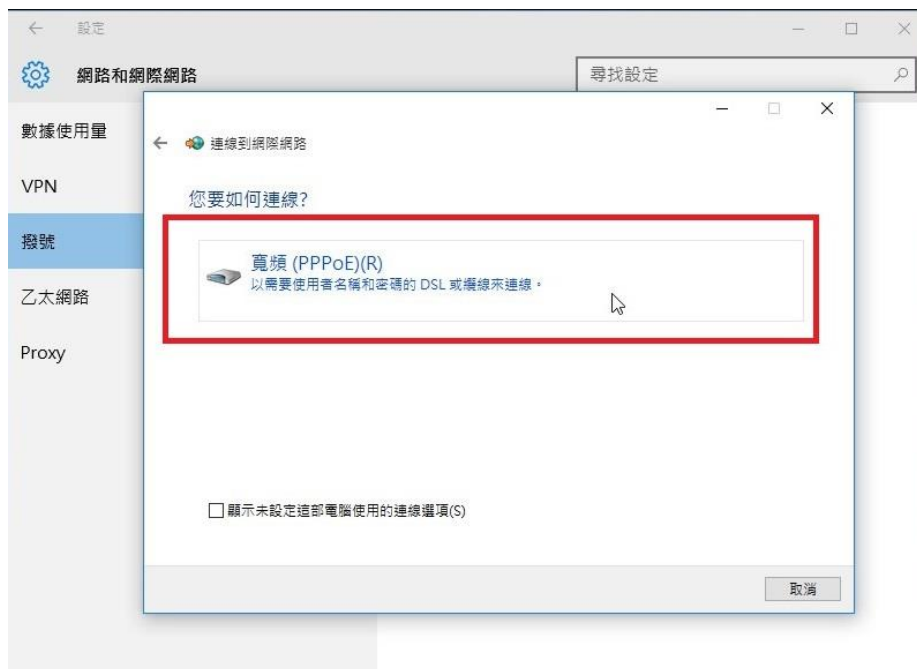 設定
網路和網際網路
尋找設定
數據使用量
VPN
撥號
乙太網路
Proxy
連線到網際網路
您要如何連線?
寬頻 (PPPoE)(R)
以需要使用者名稱和密碼的 DSL 或纜線來連線。
顯示未設定這部電腦使用的連線選項(S)
取消